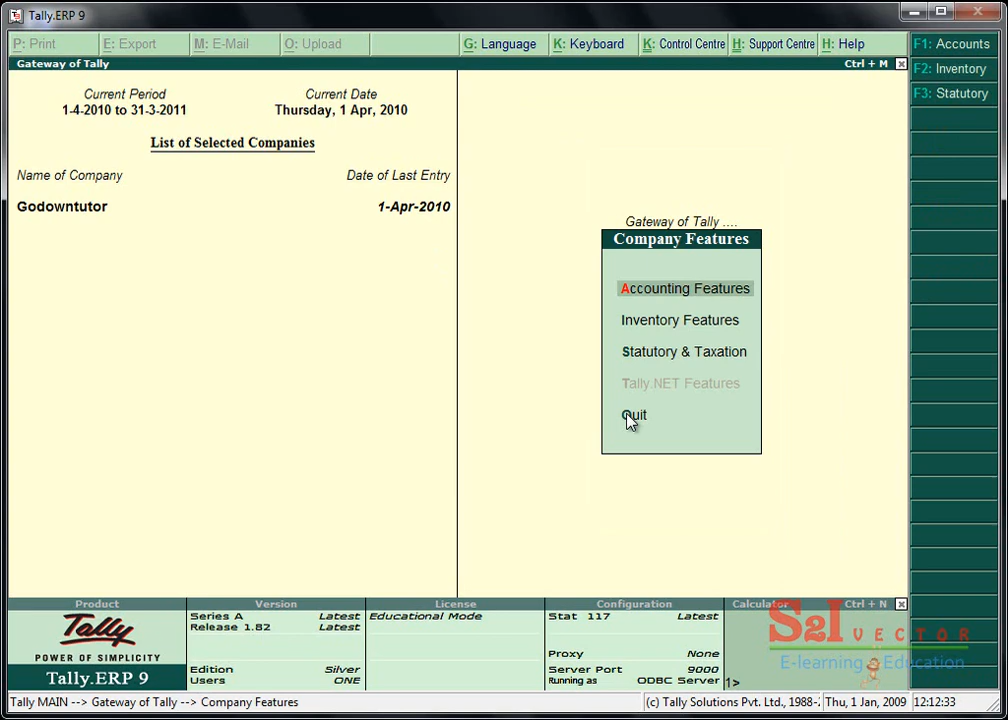 Tally.ERP 9
P: Print
E: Export
M: E-Mail
O: Upload
G: Language
K: Keyboard
K: Control Centre
H: Support Centre
H: Help
F1: Accounts
F2: Inventory
F3: Statutory
Gateway of Tally
Ctrl + M
Current Period
1-4-2010 to 31-3-2011
Current Date
Thursday, 1 Apr, 2010
List of Selected Companies
Name of Company
Date of Last Entry
Godowntutor
1-Apr-2010
Gateway of Tally ....
Company Features
Accounting Features
Inventory Features
Statutory & Taxation
Tally.NET Features
Quit
Product
Version
License
Configuration
Calculator
Ctrl + N
Tally
POWER OF SIMPLICITY
Tally.ERP 9
Series A Latest
Release 1.82 Latest
Edition Silver
Users ONE
Educational Mode
Stat 117 Latest
Proxy None
Server Port 9000
Running as ODBC Server
1>
S2I VECTOR
E-learning Education
Tally MAIN --> Gateway of Tally --> Company Features
(c) Tally Solutions Pvt. Ltd., 1988-2
Thu, 1 Jan, 2009
12:12:33